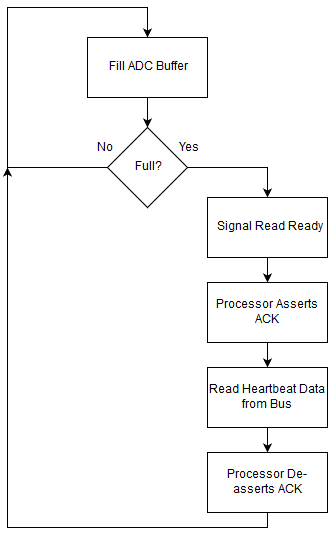 Fill ADC Buffer
No
Yes
Full?
Signal Read Ready
Processor Asserts
ACK
Read Heartbeat Data
from Bus
Processor De-
asserts ACK